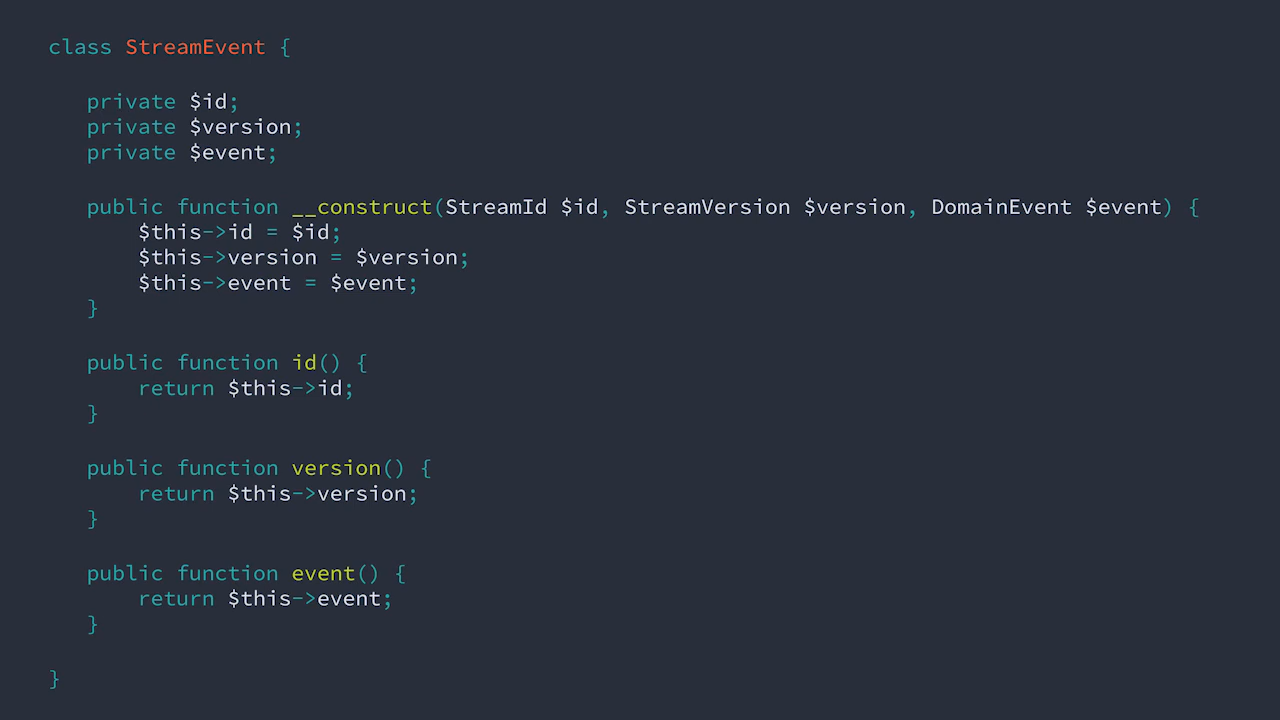 class StreamEvent {
private $id;
private $version;
private $event;
public function __construct(StreamId $id, StreamVersion $version, DomainEvent $event) {
$this->id = $id;
$this->version = $version;
$this->event = $event;
}
public function id() {
return $this->id;
}
public function version() {
return $this->version;
}
public function event() {
return $this->event;
}
}